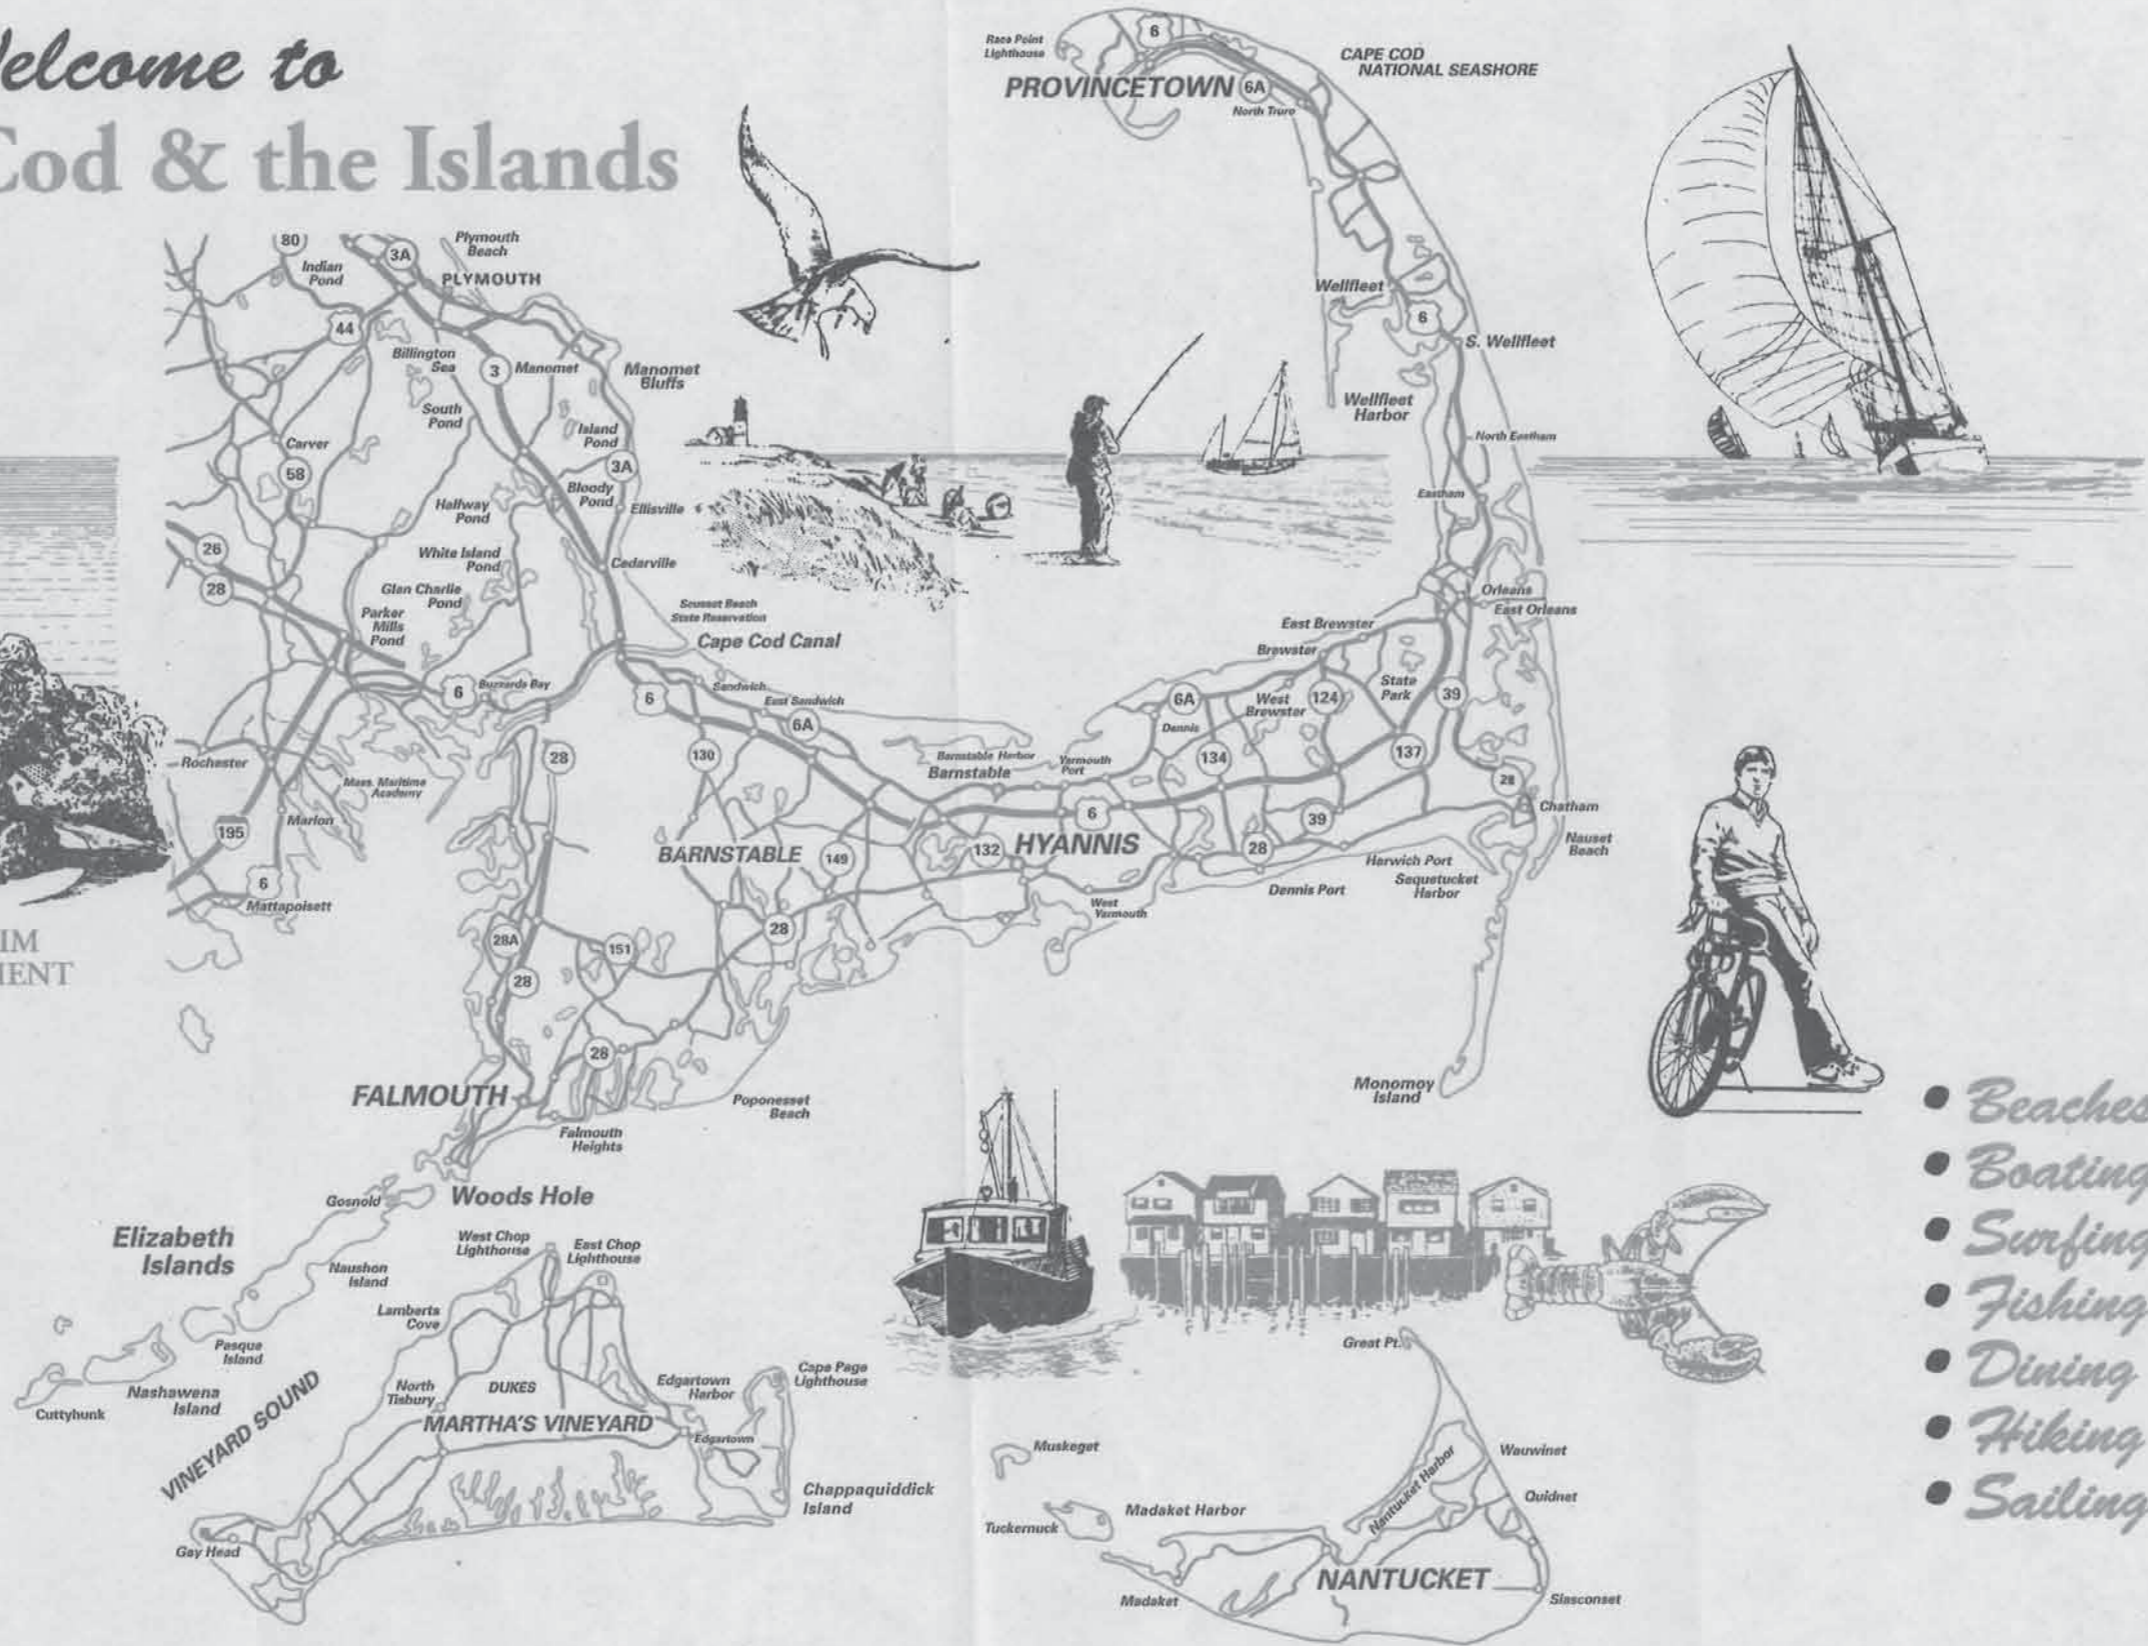 elcome to
Cod & the Islands
80
Indian
Pond
3A
Plymouth
Beach
PLYMOUTH
44
Billington
Sea
3
Manomet
Manomet
Bluffs
South
Pond
Island
Pond
Carver
58
3A
Bloody
Pond
Ellisville
Halfway
Pond
26
28
White Island
Pond
Glen Charlie
Pond
Cedarville
Parker
Mills
Pond
Scusset Beach
State Reservation
Cape Cod Canal
6
Buzzards Bay
6
Sandwich
East Sandwich
6A
Rochester
Mass. Maritime
Academy
28
130
Barnstable Harbor
Barnstable
Yarmouth
Port
195
Marion
BARNSTABLE
149
132
HYANNIS
6
6
Mattapoisett
28A
28
151
28
West
Yarmouth
28
FALMOUTH
Falmouth
Heights
Poponesset
Beach
Race Point
Lighthouse
6
PROVINCETOWN
6A
North Truro
CAPE COD
NATIONAL SEASHORE
Wellfleet
6
S. Wellfleet
Wellfleet
Harbor
North Eastham
Eastham
Orleans
East Orleans
East Brewster
Brewster
6A
West
Brewster
124
State
Park
39
Dennis
134
137
28
Chatham
39
28
Nauset
Beach
Harwich Port
Sequetucket
Harbor
Dennis Port
Monomoy
Island
IM
IENT
Gosnold
Woods Hole
Elizabeth
Islands
West Chop
Lighthouse
East Chop
Lighthouse
Naushon
Island
Lamberts
Cove
Pasque
Island
Nashawena
Island
Cuttyhunk
VINEYARD SOUND
North
Tisbury
DUKES
Edgartown
Harbor
Cape Page
Lighthouse
MARTHA'S VINEYARD
Edgartown
Chappaquiddick
Island
Gay Head
Great Pt.
Muskeget
Tuckernuck
Madaket Harbor
Nantucket Harbor
Wauwinet
Quidnet
NANTUCKET
Madaket
Siasconset
• Beaches
• Boating
• Surfing
• Fishing
• Dining
• Hiking
• Sailing